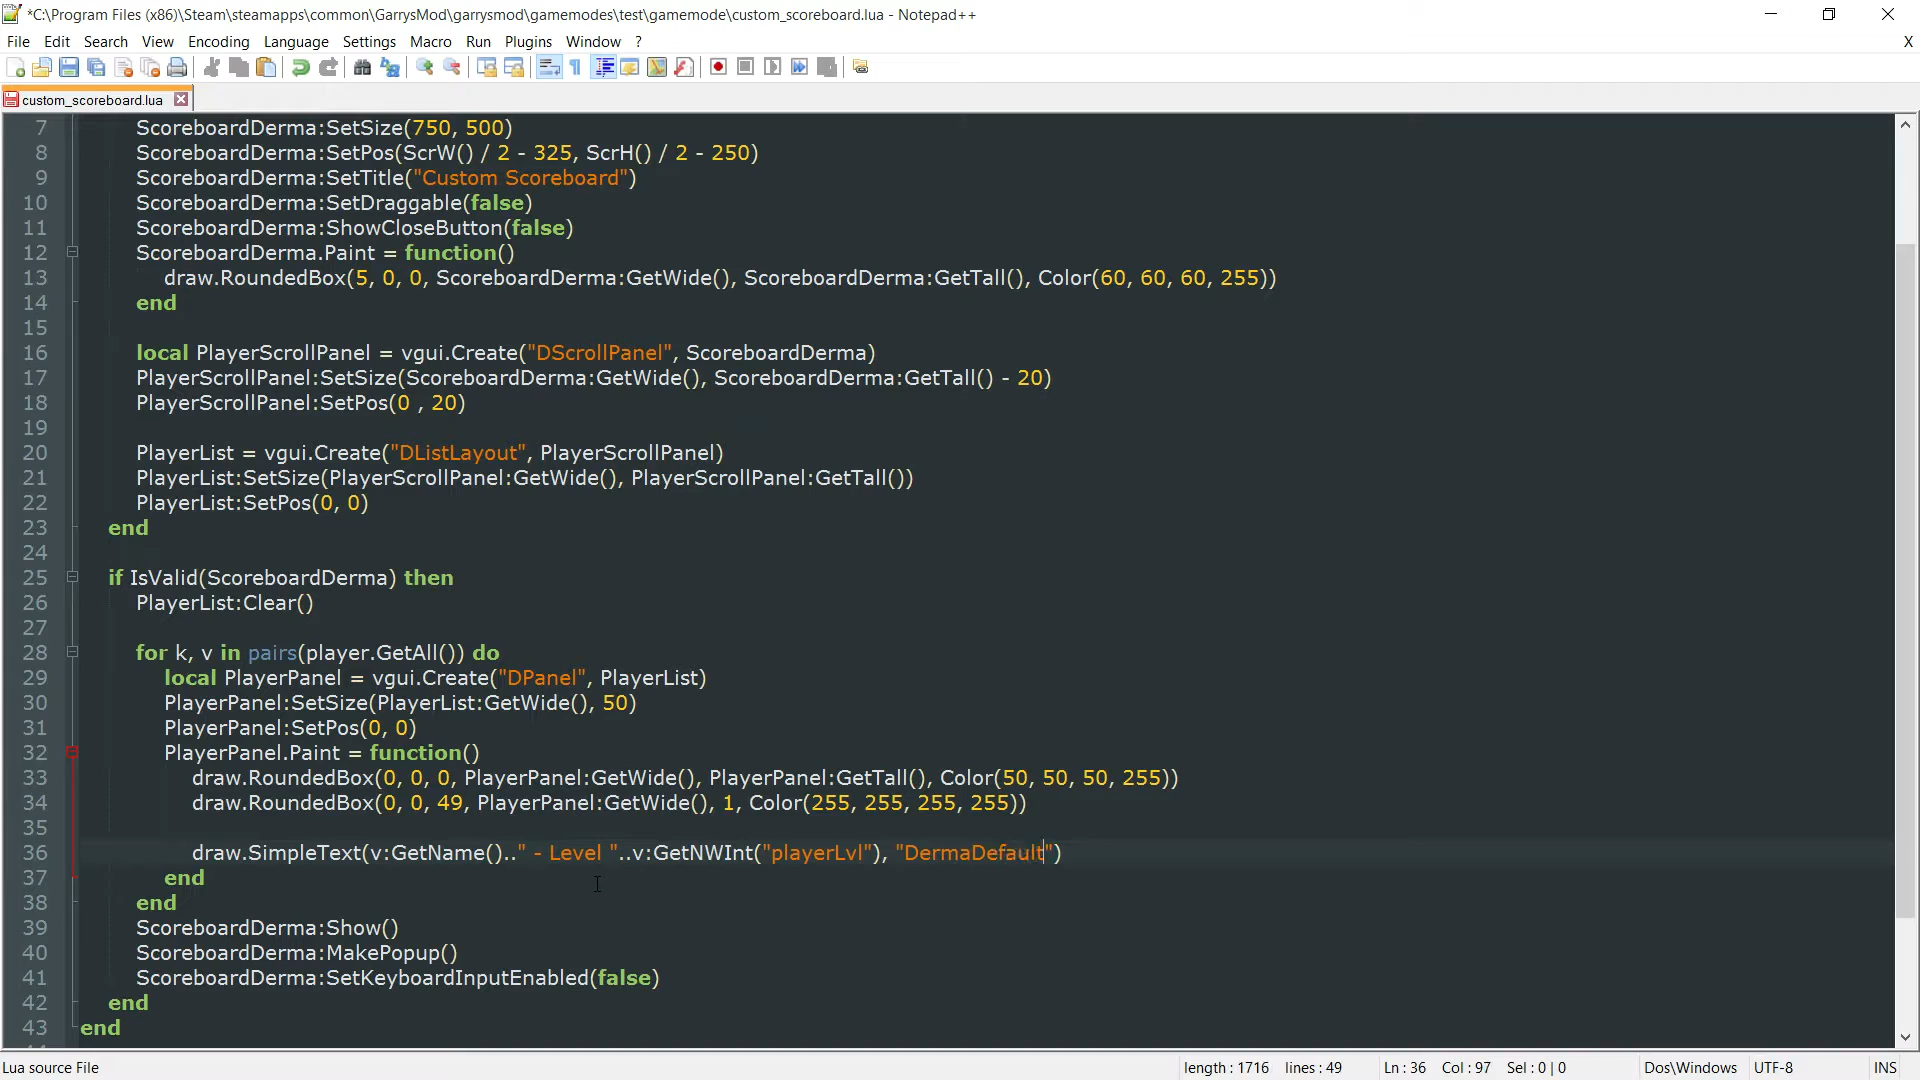 *C:\Program Files (x86)\Steam\steamapps\common\GarrysMod\garrysmod\gamemodes\test\gamemode\custom_scoreboard.lua - Notepad++
File Edit Search View Encoding Language Settings Macro Run Plugins Window ? X
custom_scoreboard.lua
7 ScoreboardDerma:SetSize(750, 500)
8 ScoreboardDerma:SetPos(ScrW() / 2 - 325, ScrH() / 2 - 250)
9 ScoreboardDerma:SetTitle("Custom Scoreboard")
10 ScoreboardDerma:SetDraggable(false)
11 ScoreboardDerma:ShowCloseButton(false)
12 ScoreboardDerma.Paint = function()
13 draw.RoundedBox(5, 0, 0, ScoreboardDerma:GetWide(), ScoreboardDerma:GetTall(), Color(60, 60, 60, 255))
14 end
15
16 local PlayerScrollPanel = vgui.Create("DScrollPanel", ScoreboardDerma)
17 PlayerScrollPanel:SetSize(ScoreboardDerma:GetWide(), ScoreboardDerma:GetTall() - 20)
18 PlayerScrollPanel:SetPos(0 , 20)
19
20 PlayerList = vgui.Create("DListLayout", PlayerScrollPanel)
21 PlayerList:SetSize(PlayerScrollPanel:GetWide(), PlayerScrollPanel:GetTall())
22 PlayerList:SetPos(0, 0)
23 end
24
25 if IsValid(ScoreboardDerma) then
26 PlayerList:Clear()
27
28 for k, v in pairs(player.GetAll()) do
29 local PlayerPanel = vgui.Create("DPanel", PlayerList)
30 PlayerPanel:SetSize(PlayerList:GetWide(), 50)
31 PlayerPanel:SetPos(0, 0)
32 PlayerPanel.Paint = function()
33 draw.RoundedBox(0, 0, 0, PlayerPanel:GetWide(), PlayerPanel:GetTall(), Color(50, 50, 50, 255))
34 draw.RoundedBox(0, 0, 49, PlayerPanel:GetWide(), 1, Color(255, 255, 255, 255))
35
36 draw.SimpleText(v:GetName().." - Level "..v:GetNWInt("playerLvl"), "DermaDefault")
37 end
38 end
39 ScoreboardDerma:Show()
40 ScoreboardDerma:MakePopup()
41 ScoreboardDerma:SetKeyboardInputEnabled(false)
42 end
43 end
Lua source File length : 1716 lines : 49 Ln : 36 Col : 97 Sel : 0 | 0 Dos\Windows UTF-8 INS